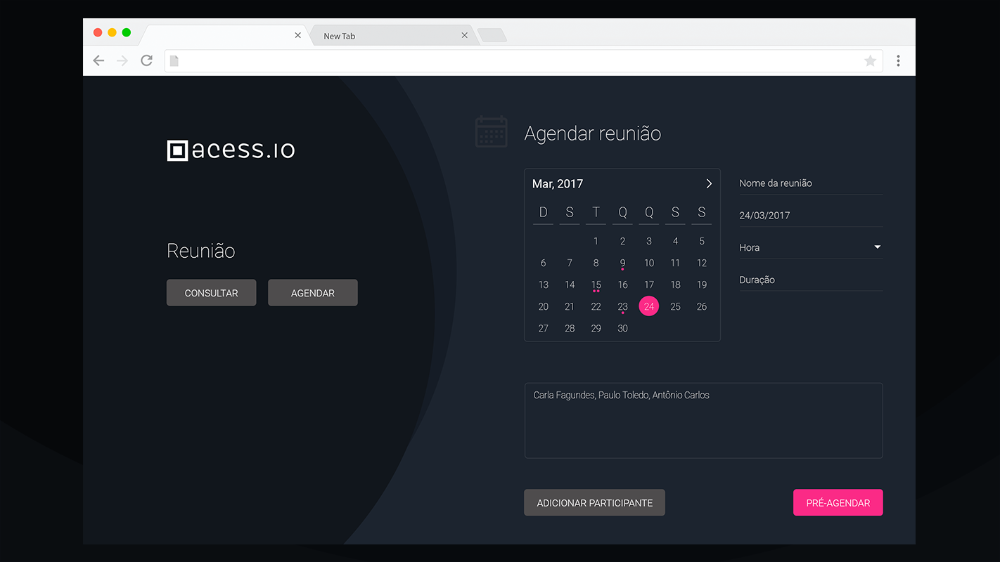 New Tab
acess.io
Reunião
CONSULTAR
AGENDAR
Agendar reunião
Mar, 2017
D S T Q Q S S
1 2 3 4 5
6 7 8 9 10 11 12
13 14 15 16 17 18 19
20 21 22 23 24 25 26
27 28 29 30
Nome da reunião
24/03/2017
Hora
Duração
Carla Fagundes, Paulo Toledo, Antônio Carlos
ADICIONAR PARTICIPANTE
PRÉ-AGENDAR